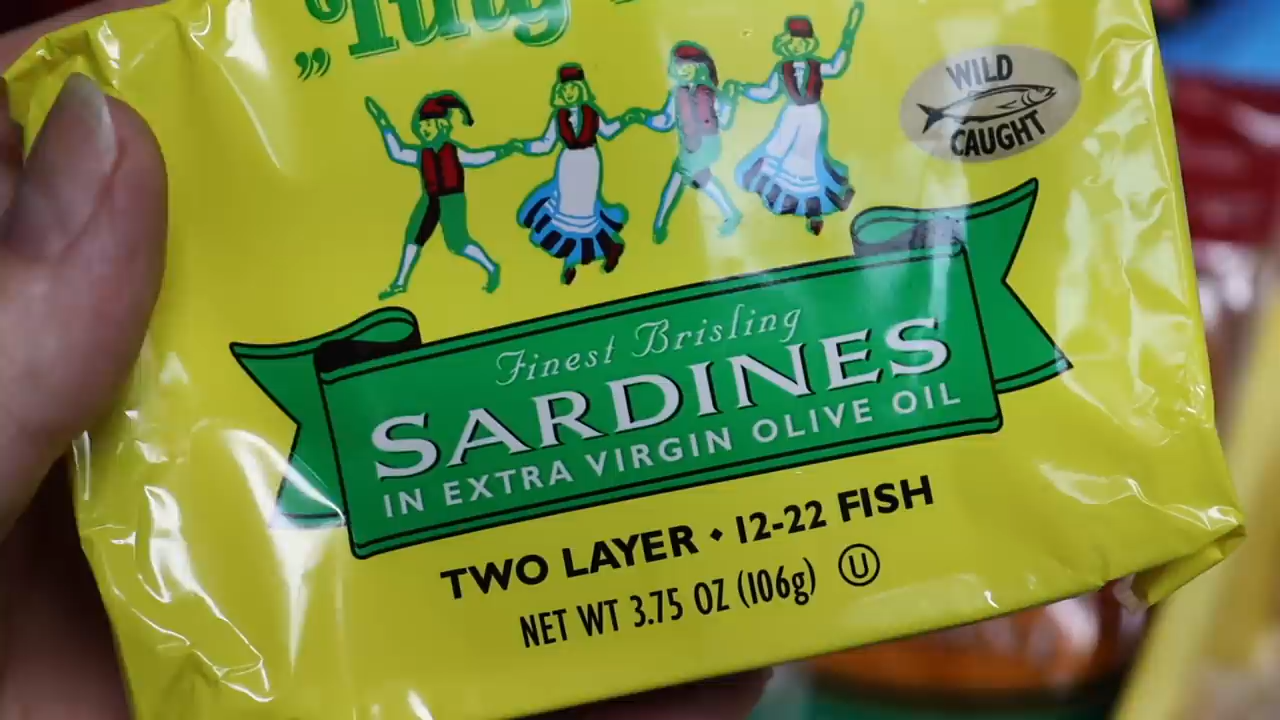 WILD
CAUGHT
Finest Brisling
SARDINES
IN EXTRA VIRGIN OLIVE OIL
TWO LAYER • 12-22 FISH
NET WT 3.75 OZ (106g) U